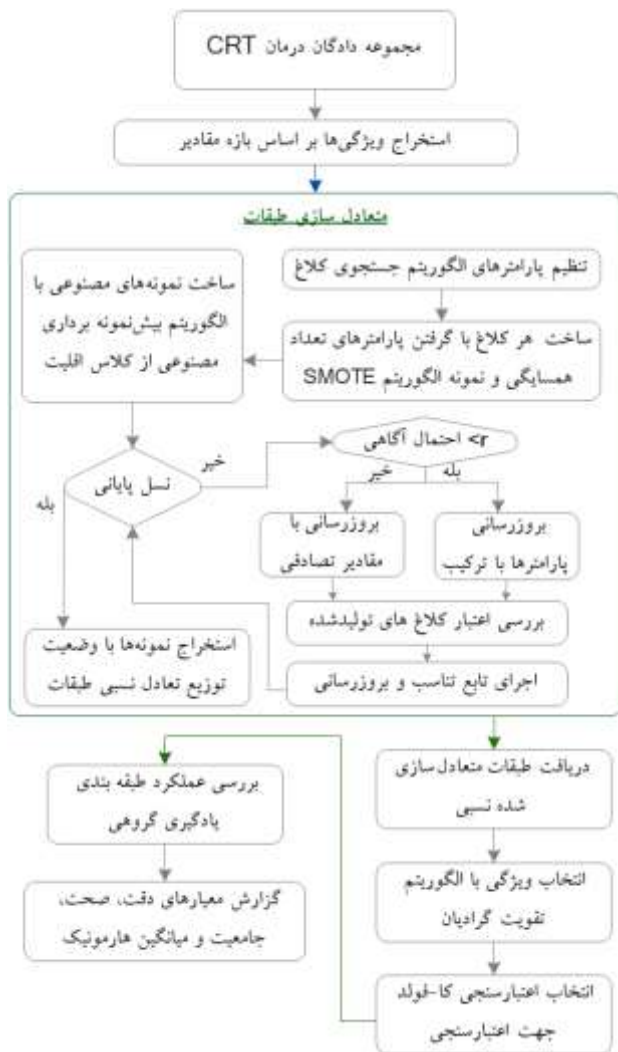 مجموعه دادگان درمان CRT
استخراج ویژگی‌ها بر اساس بازه مقادیر
متعادل سازی طبقات
تنظیم پارامترهای الگوریتم جستجوی کلاغ
ساخت هر کلاغ با گرفتن پارامترهای تعداد
همسایگی و نمونه الگوریتم SMOTE
ساخت نمونه‌های مصنوعی با
الگوریتم بیش‌نمونه برداری
مصنوعی از کلاس اقلیت
نسل پایانی
خیر
بله
r> احتمال آگاهی
بله
خیر
بروزرسانی
پارامترها با ترکیب
بروزرسانی با
مقادیر تصادفی
بررسی اعتبار کلاغ های تولیدشده
اجرای تابع تناسب و بروزرسانی
استخراج نمونه‌ها با وضعیت
توزیع تعادل نسبی طبقات
دریافت طبقات متعادل‌سازی
شده نسبی
انتخاب ویژگی با الگوریتم
تقویت گرادیان
انتخاب اعتبارسنجی کا-فولد
جهت اعتبارسنجی
بررسی عملکرد طبقه بندی
یادگیری گروهی
گزارش معیارهای دقت، صحت،
جامعیت و میانگین هارمونیک